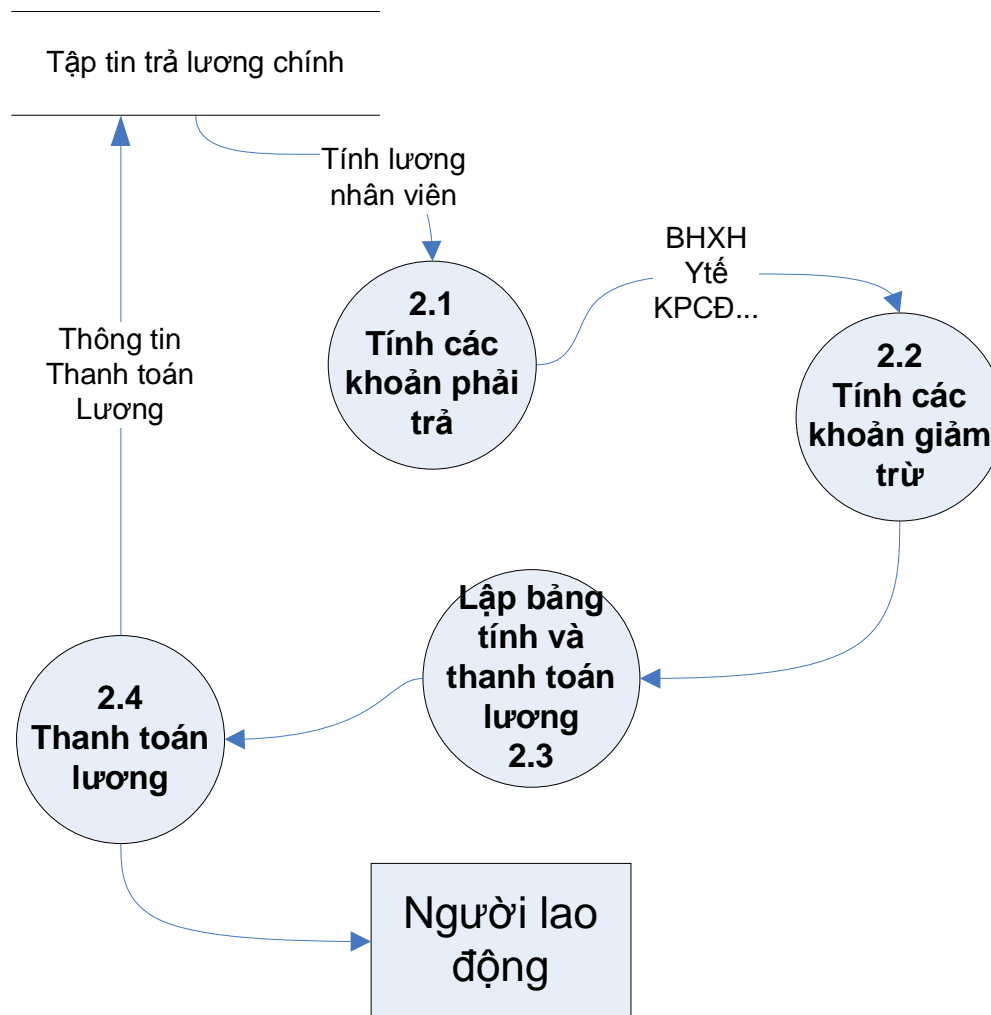 Tập tin trả lương chính
Tính lương
nhân viên
BHXH
Ytế
KPCĐ...
2.1
Tính các
khoản phải
trả
2.2
Tính các
khoản giảm
trừ
Thông tin
Thanh toán
Lương
Lập bảng
tính và
thanh toán
lương
2.3
2.4
Thanh toán
lương
Người lao
động